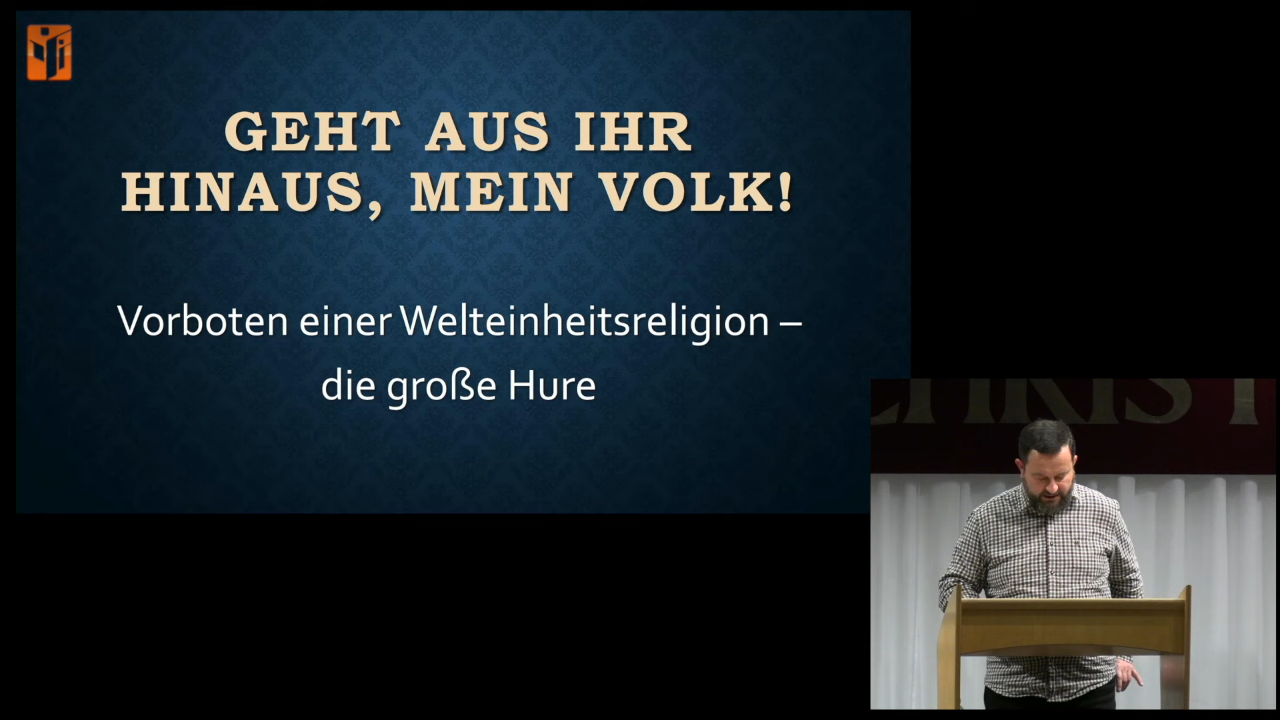 GEHT AUS IHR
HINAUS, MEIN VOLK!
Vorboten einer Welteinheitsreligion –
die große Hure